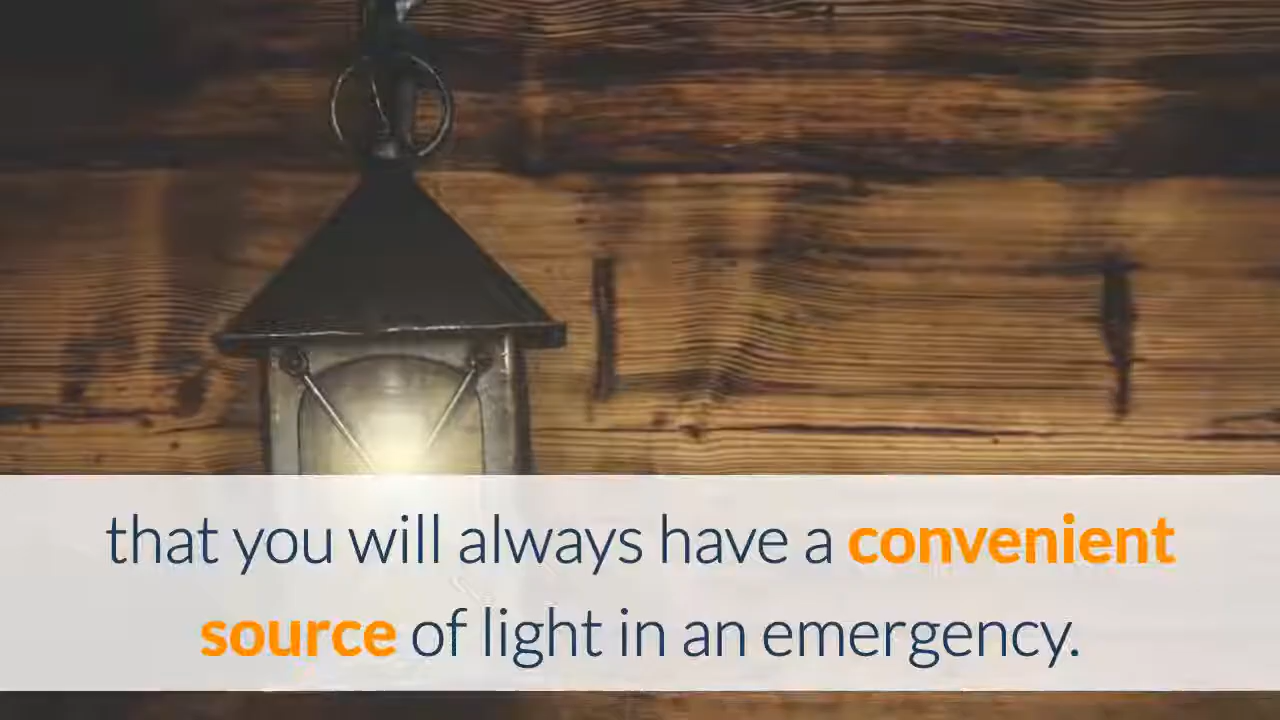 that you will always have a convenient
source of light in an emergency.